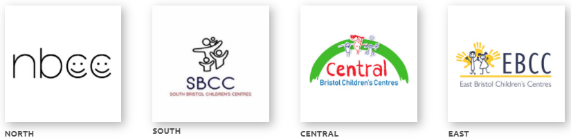 nbcc
SBCC
SOUTH BRISTOL CHILDREN'S CENTRES
Central
Bristol Children's Centres
EBCC
East Bristol Children's Centres
NORTH
SOUTH
CENTRAL
EAST